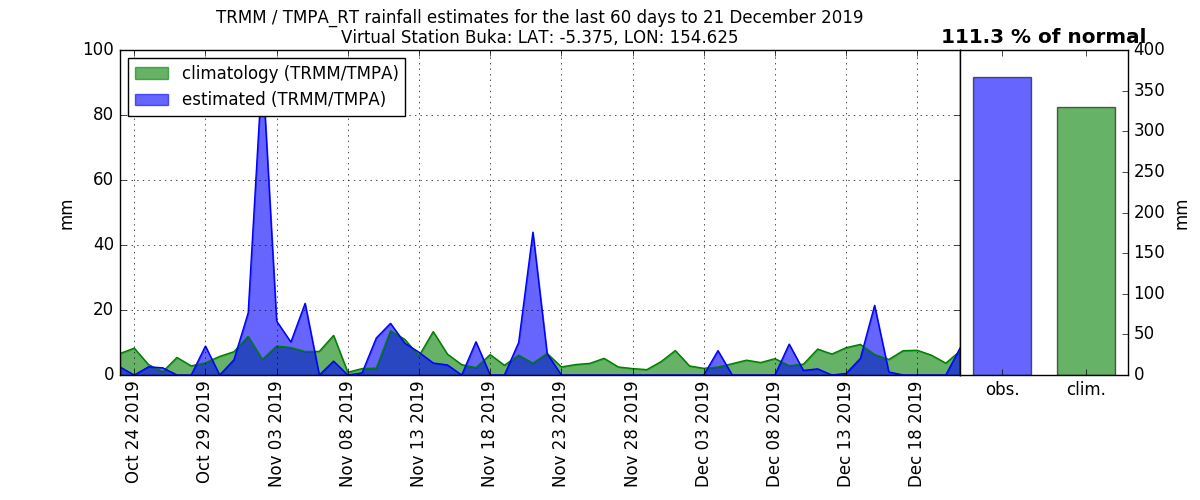 TRMM / TMPA_RT rainfall estimates for the last 60 days to 21 December 2019
Virtual Station Buka: LAT: -5.375, LON: 154.625
111.3 % of normal
climatology (TRMM/TMPA)
estimated (TRMM/TMPA)
100
80
60
40
20
0
mm
400
350
300
250
200
150
100
50
0
mm
obs.
clim.
Oct 24 2019
Oct 29 2019
Nov 03 2019
Nov 08 2019
Nov 13 2019
Nov 18 2019
Nov 23 2019
Nov 28 2019
Dec 03 2019
Dec 08 2019
Dec 13 2019
Dec 18 2019